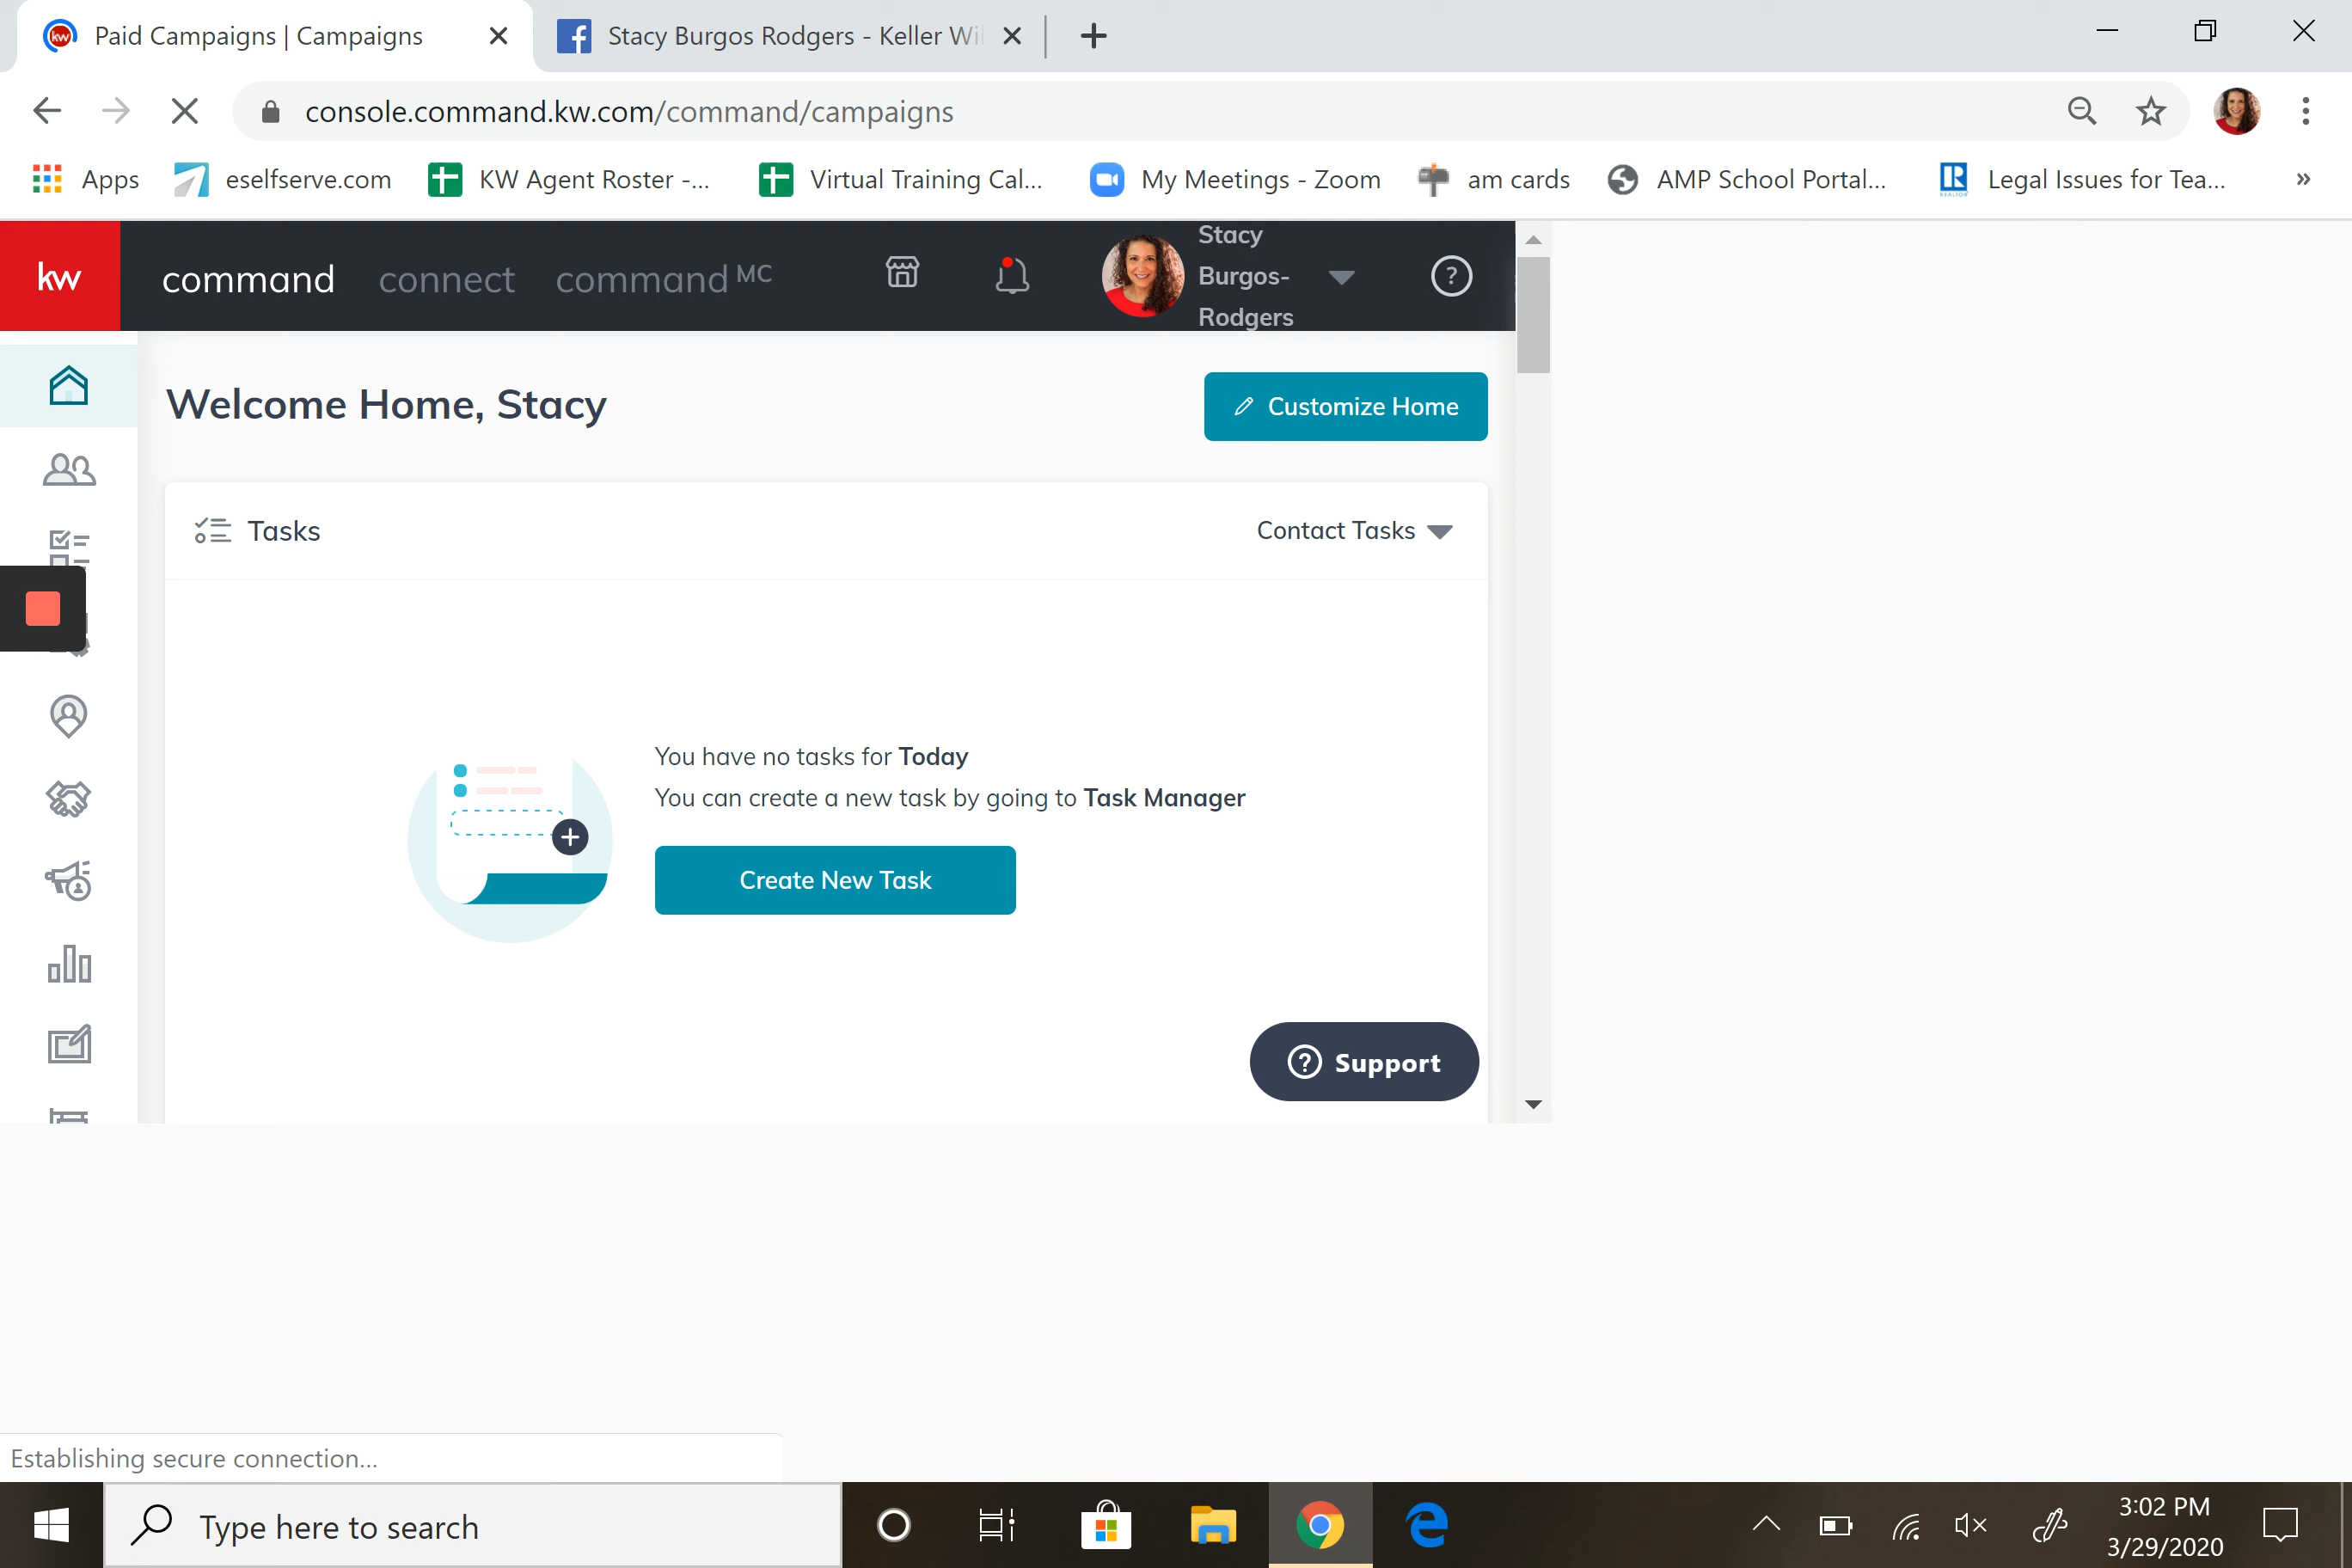 Paid Campaigns | Campaigns
Stacy Burgos Rodgers - Keller Wil
console.command.kw.com/command/campaigns
Apps
eselfserve.com
KW Agent Roster -...
Virtual Training Cal...
My Meetings - Zoom
am cards
AMP School Portal...
Legal Issues for Tea...
»
kw
command
connect
command MC
Stacy
Burgos-
Rodgers
?
Welcome Home, Stacy
Customize Home
Tasks
Contact Tasks
You have no tasks for Today
You can create a new task by going to Task Manager
Create New Task
? Support
Establishing secure connection...
Type here to search
3:02 PM
3/29/2020